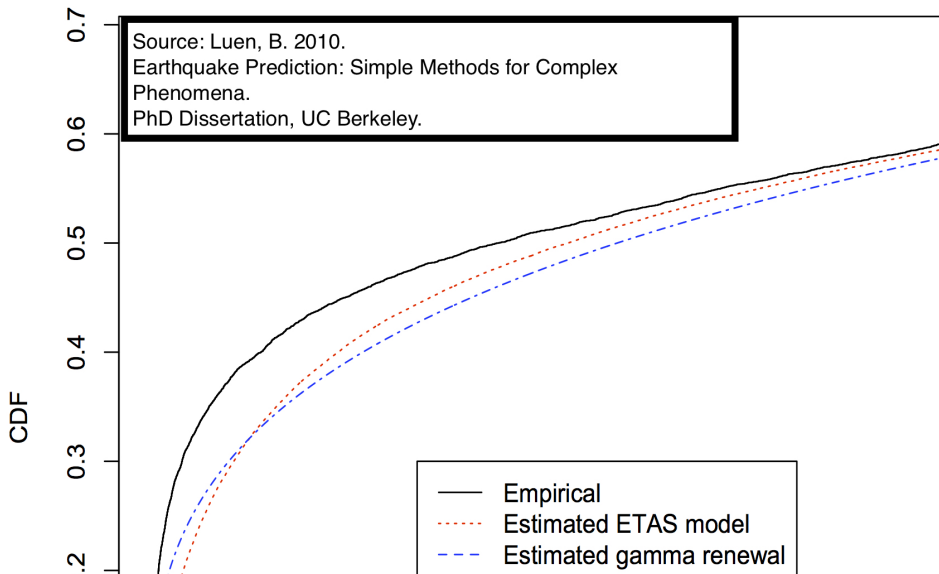 0.7
Source: Luen, B. 2010.
Earthquake Prediction: Simple Methods for Complex
Phenomena.
PhD Dissertation, UC Berkeley.
0.6
0.5
0.4
CDF
0.3
Empirical
Estimated ETAS model
Estimated gamma renewal
.2